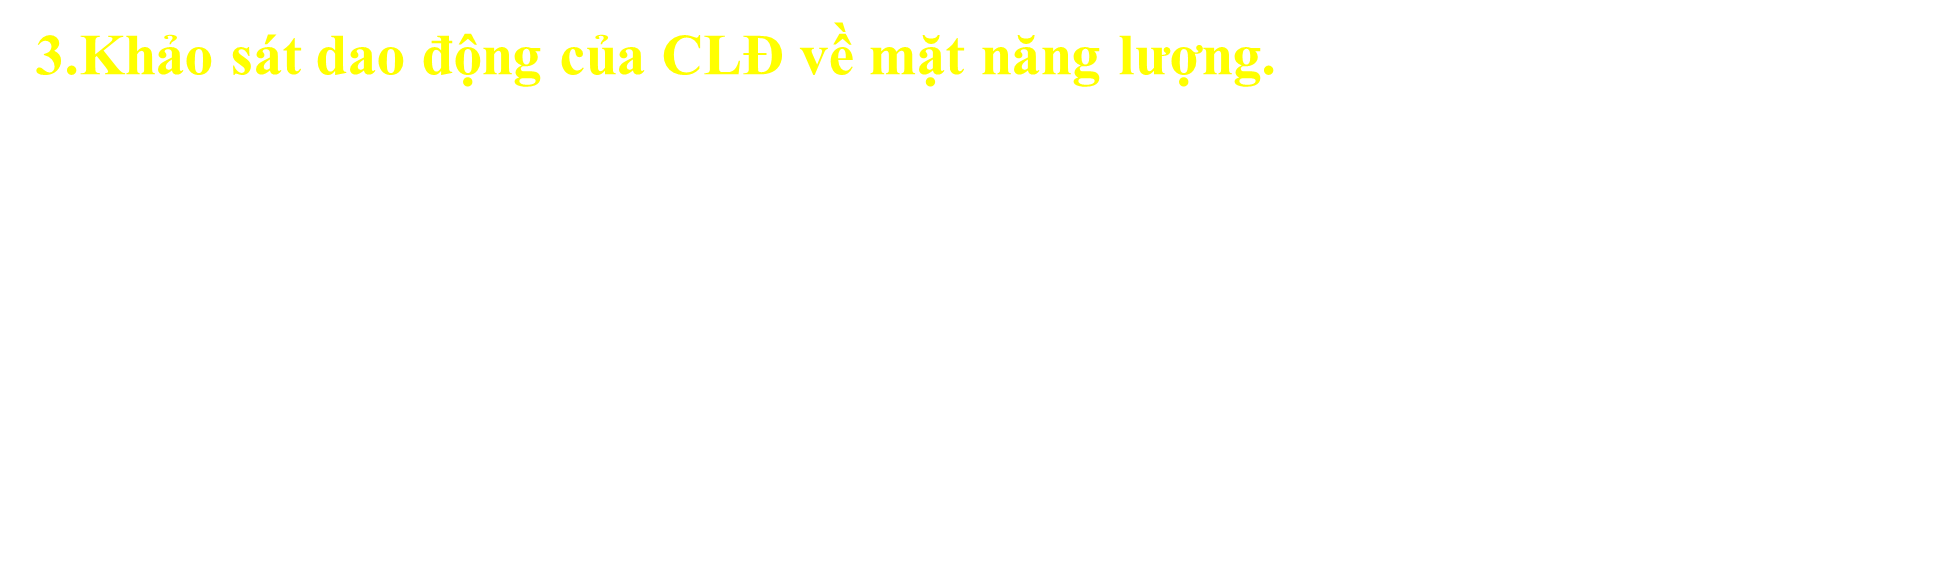 3.Khảo sát dao động của CLĐ về mặt năng lượng.